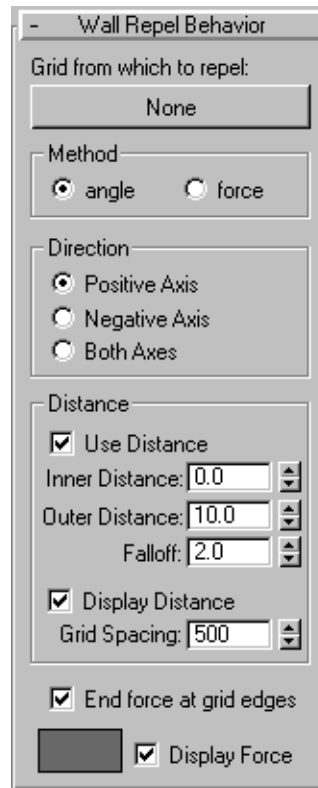 - Wall Repel Behavior
Grid from which to repel:
None
Method
angle force
Direction
Positive Axis
Negative Axis
Both Axes
Distance
Use Distance
Inner Distance: 0.0
Outer Distance: 10.0
Falloff: 2.0
Display Distance
Grid Spacing: 500
End force at grid edges
Display Force